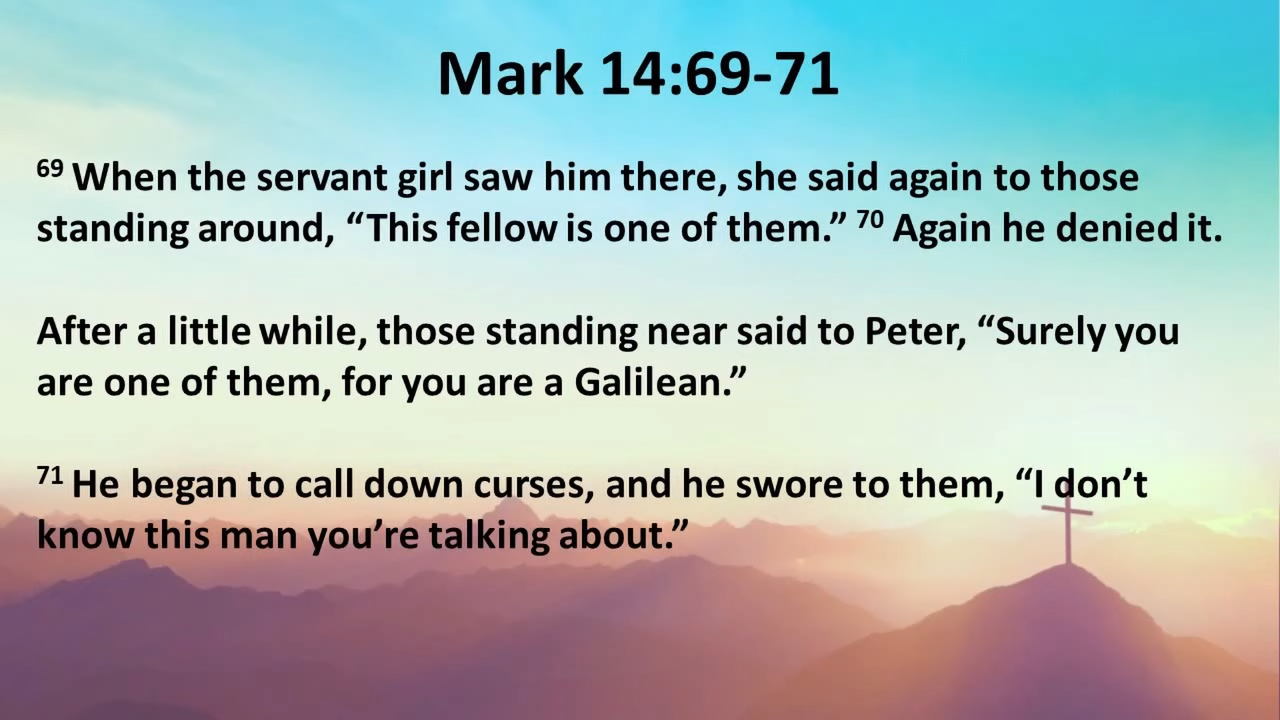 Mark 14:69-71
69 When the servant girl saw him there, she said again to those
standing around, “This fellow is one of them.” 70 Again he denied it.
After a little while, those standing near said to Peter, “Surely you
are one of them, for you are a Galilean.”
71 He began to call down curses, and he swore to them, “I don’t
know this man you’re talking about.”